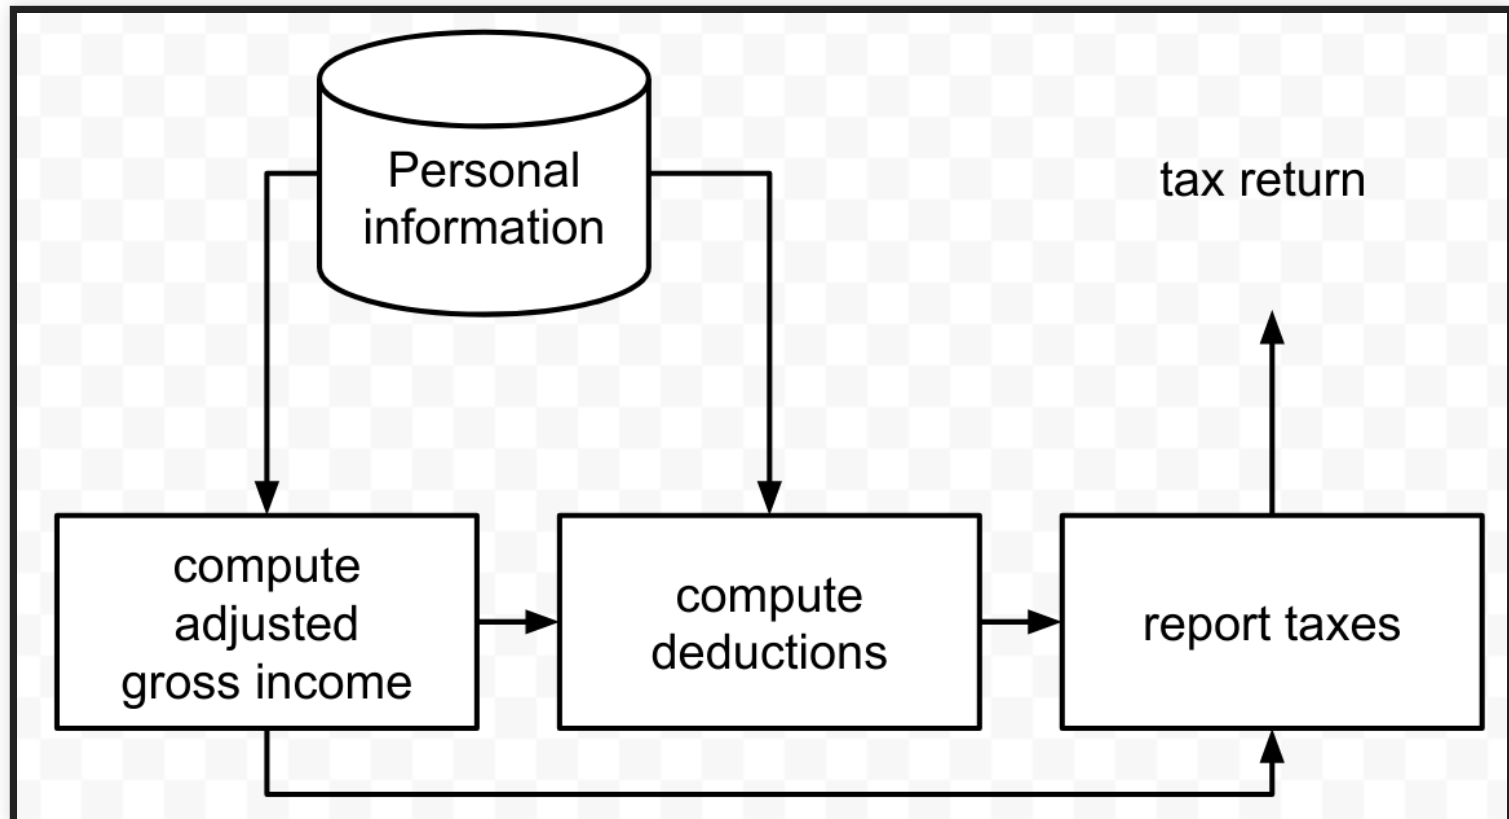 Personal
information
tax return
compute
adjusted
gross income
compute
deductions
report taxes